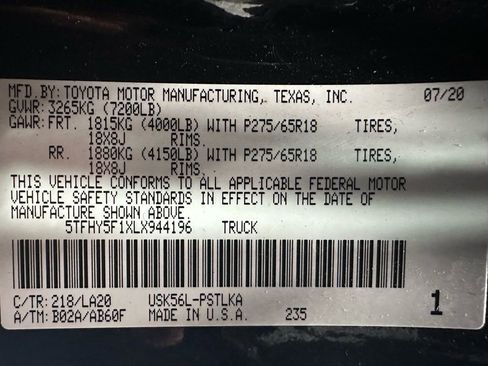 MFD.BY:TOYOTA MOTOR MANUFACTURING, TEXAS, INC. 07/20
GVWR: 3265KG (7200LB)
GAWR: FRT. 1815KG (4000LB) WITH P275/65R18 TIRES,
18X8J RIMS.
RR. 1880KG (4150LB) WITH P275/65R18 TIRES,
18X8J RIMS.
THIS VEHICLE CONFORMS TO ALL APPLICABLE FEDERAL MOTOR
VEHICLE SAFETY STANDARDS IN EFFECT ON THE DATE OF
MANUFACTURE SHOWN ABOVE.
5TFHY5F1XLX944196 TRUCK
C/TR:218/LA20 USK56L-PSTLKA 1
A/TM:B02A/AB60F MADE IN U.S.A. 235